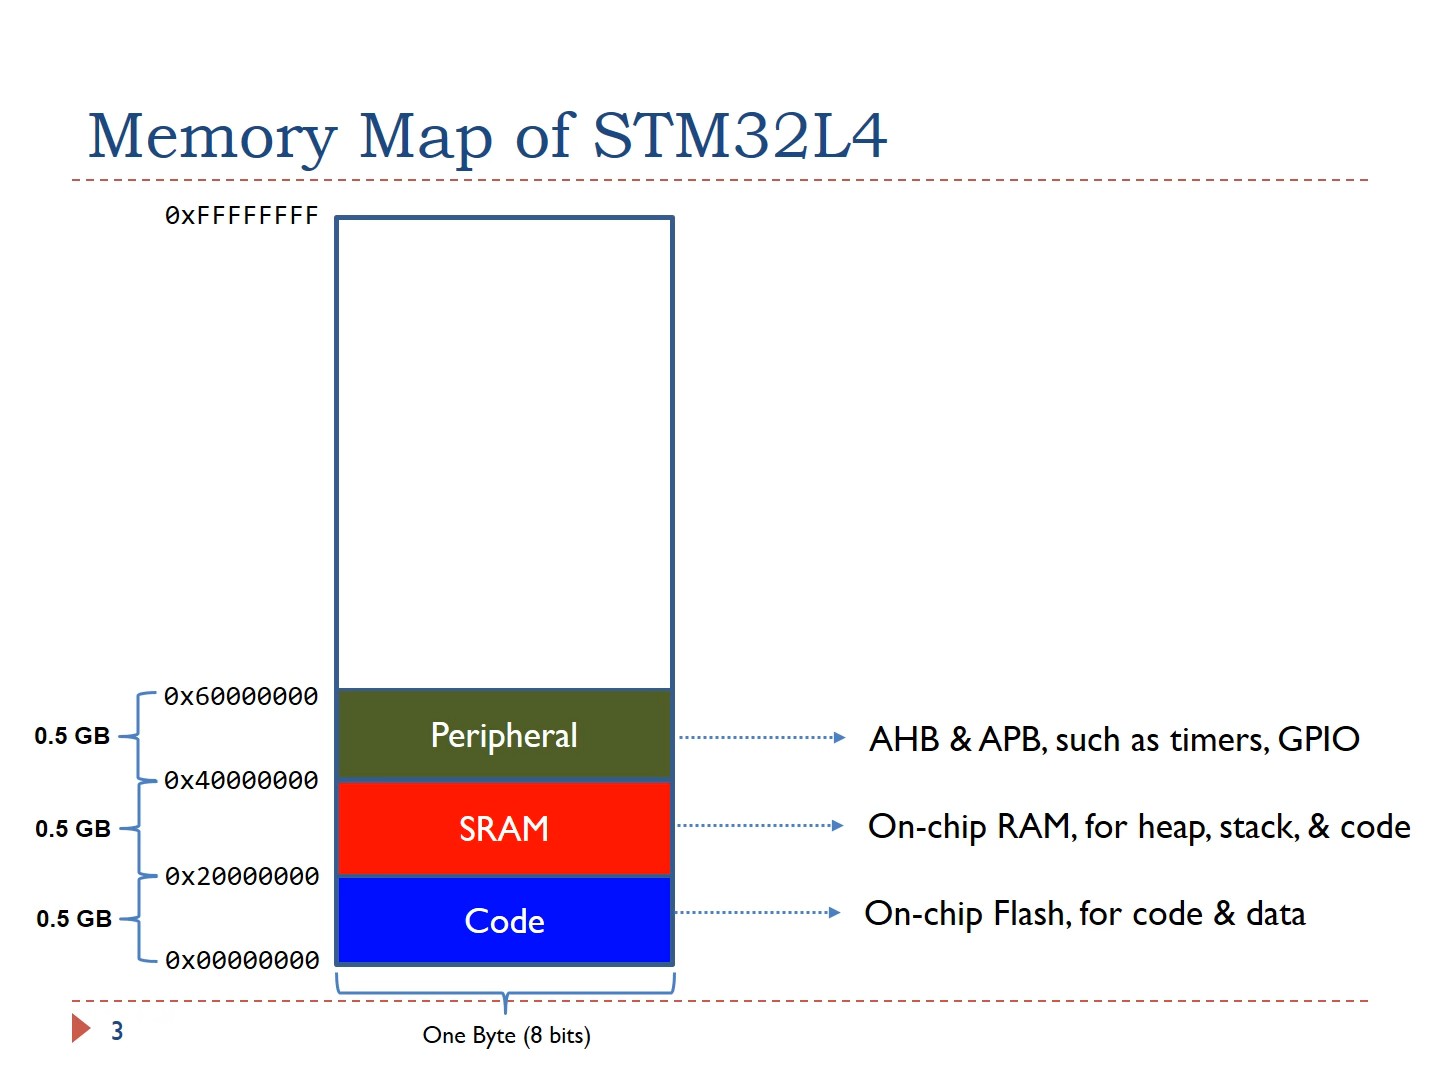 Memory Map of STM32L4
0xFFFFFFFF
0x60000000
0.5 GB
Peripheral
AHB & APB, such as timers, GPIO
0x40000000
0.5 GB
SRAM
On-chip RAM, for heap, stack, & code
0x20000000
0.5 GB
Code
On-chip Flash, for code & data
0x00000000
One Byte (8 bits)
3